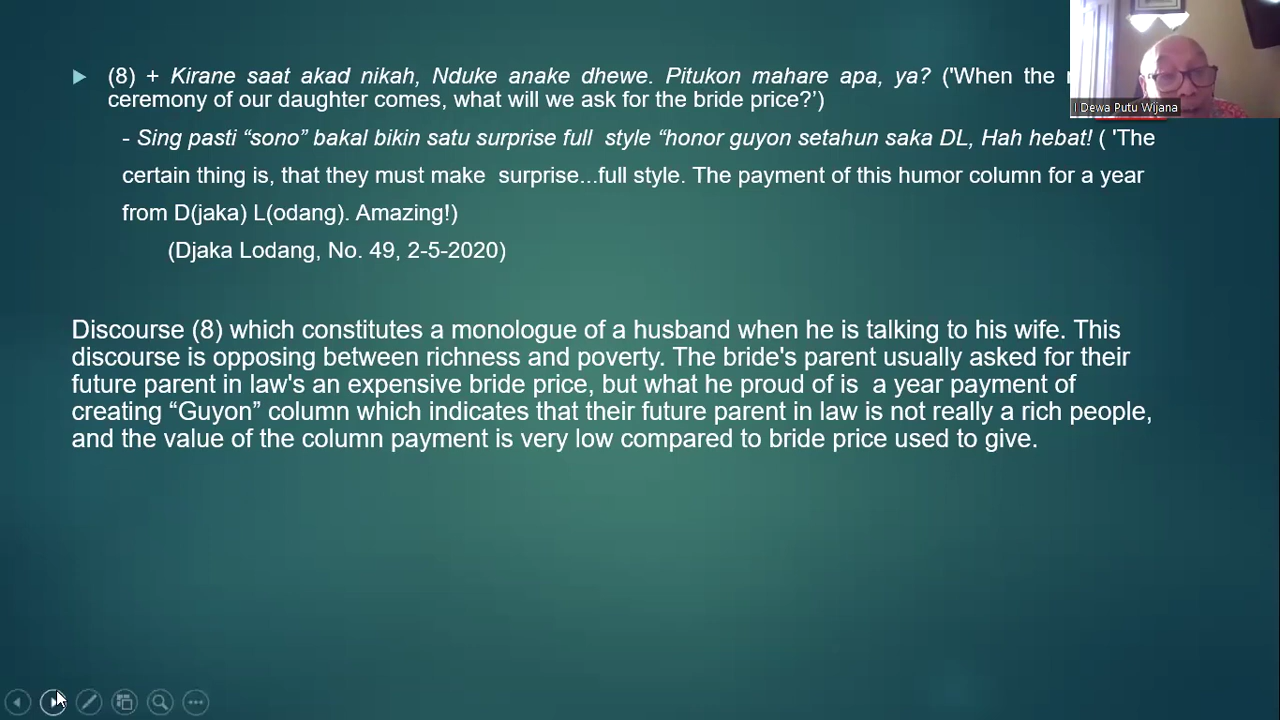 (8) + Kirane saat akad nikah, Nduke anake dhewe. Pitukon mahare apa, ya? ('When the
ceremony of our daughter comes, what will we ask for the bride price?’)
- Sing pasti “sono” bakal bikin satu surprise full style “honor guyon setahun saka DL, Hah hebat! ( 'The
certain thing is, that they must make surprise...full style. The payment of this humor column for a year
from D(jaka) L(odang). Amazing!)
(Djaka Lodang, No. 49, 2-5-2020)
Discourse (8) which constitutes a monologue of a husband when he is talking to his wife. This
discourse is opposing between richness and poverty. The bride's parent usually asked for their
future parent in law's an expensive bride price, but what he proud of is a year payment of
creating “Guyon” column which indicates that their future parent in law is not really a rich people,
and the value of the column payment is very low compared to bride price used to give.
I Dewa Putu Wijana